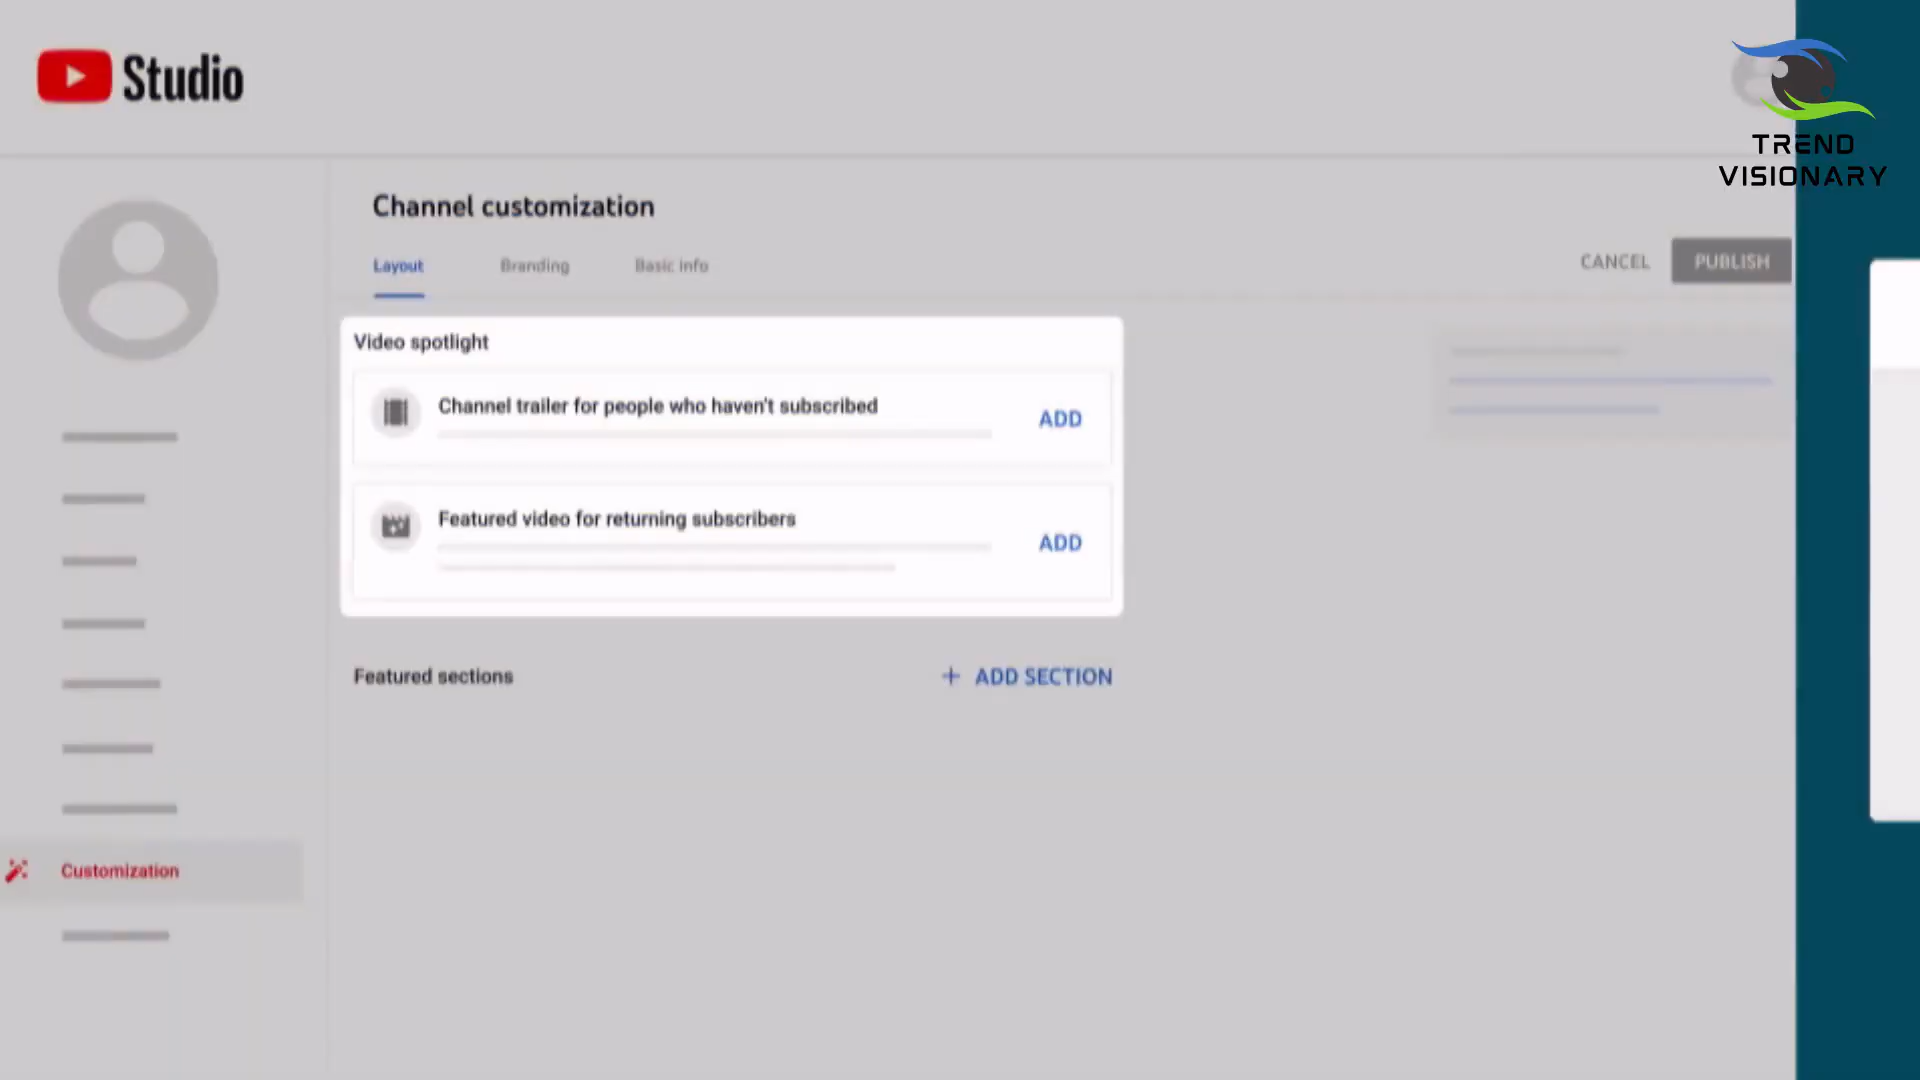 Studio
TREND
VISIONARY
Channel customization
Layout
Branding
Basic info
CANCEL
PUBLISH
Video spotlight
Channel trailer for people who haven't subscribed
ADD
Featured video for returning subscribers
ADD
Featured sections
+ ADD SECTION
Customization